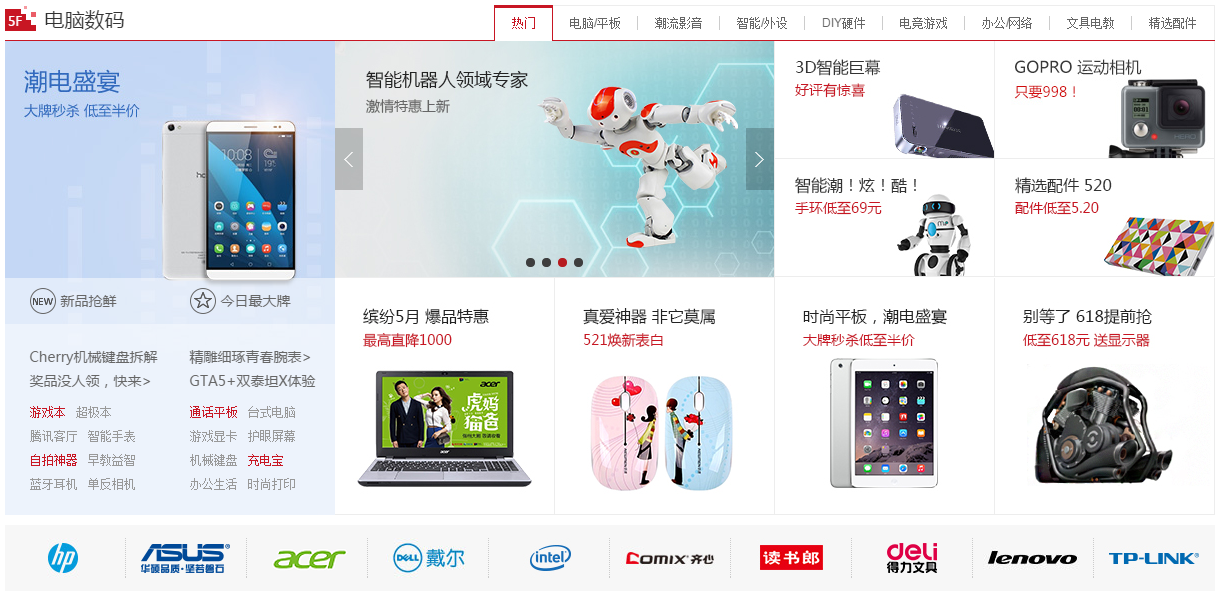 5F 电脑数码
热门 电脑/平板 潮流影音 智能/外设 DIY硬件 电竞游戏 办公/网络 文具电教 精选配件
潮电盛宴
大牌秒杀 低至半价
10:08
NEW 新品抢鲜
今日最大牌
Cherry机械键盘拆解
奖品没人领，快来>
精雕细琢青春腕表>
GTA5+双泰坦X体验
游戏本 超极本
通话平板 台式电脑
腾讯客厅 智能手表
游戏显卡 护眼屏幕
自拍神器 早教益智
机械键盘 充电宝
蓝牙耳机 单反相机
办公生活 时尚打印
智能机器人领域专家
激情特惠上新
3D智能巨幕
好评有惊喜
GOPRO 运动相机
只要998！
智能潮！炫！酷！
手环低至69元
精选配件 520
配件低至5.20
缤纷5月 爆品特惠
最高直降1000
acer
虎妈
猫爸
acer
真爱神器 非它莫属
521焕新表白
时尚平板，潮电盛宴
大牌秒杀低至半价
别等了 618提前抢
低至618元 送显示器
hp
ASUS
华硕品质·坚若磐石
acer
DELL 戴尔
intel
COMIX 齐心
读书郎
deli
得力文具
lenovo
TP-LINK